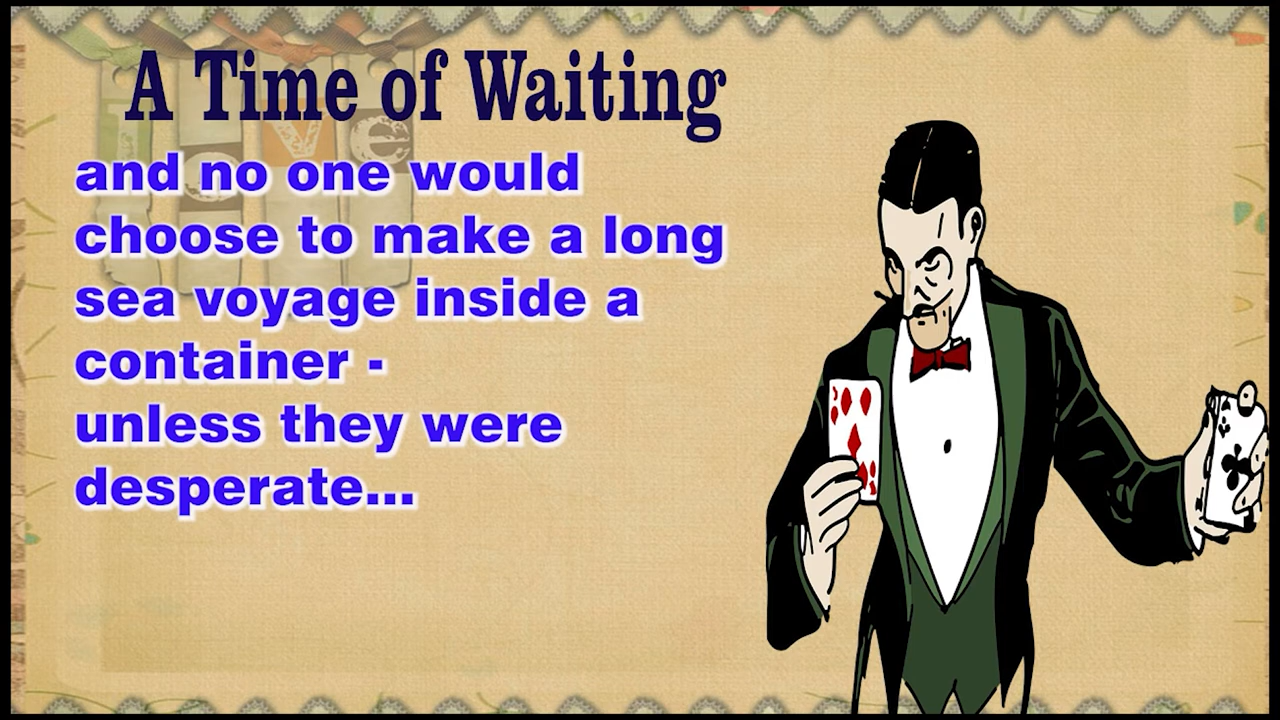 A Time of Waiting
and no one would
choose to make a long
sea voyage inside a
container -
unless they were
desperate...